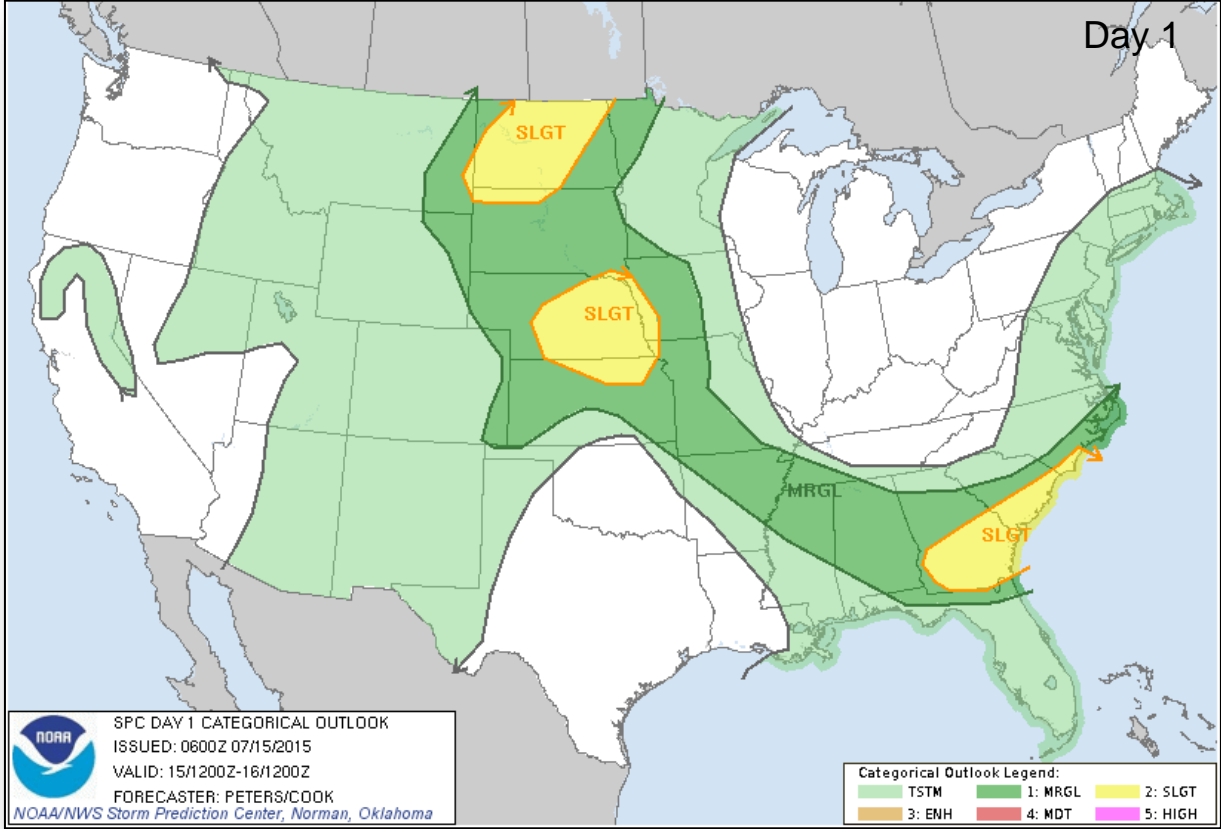 Day 1
SLGT
SLGT
MRGL
SLGT
NOAA
SPC DAY 1 CATEGORICAL OUTLOOK
ISSUED: 0600Z 07/15/2015
VALID: 15/1200Z-16/1200Z
FORECASTER: PETERS/COOK
NOAA/NWS Storm Prediction Center, Norman, Oklahoma
Categorical Outlook Legend:
TSTM 1: MRGL 2: SLGT
3: ENH 4: MDT 5: HIGH